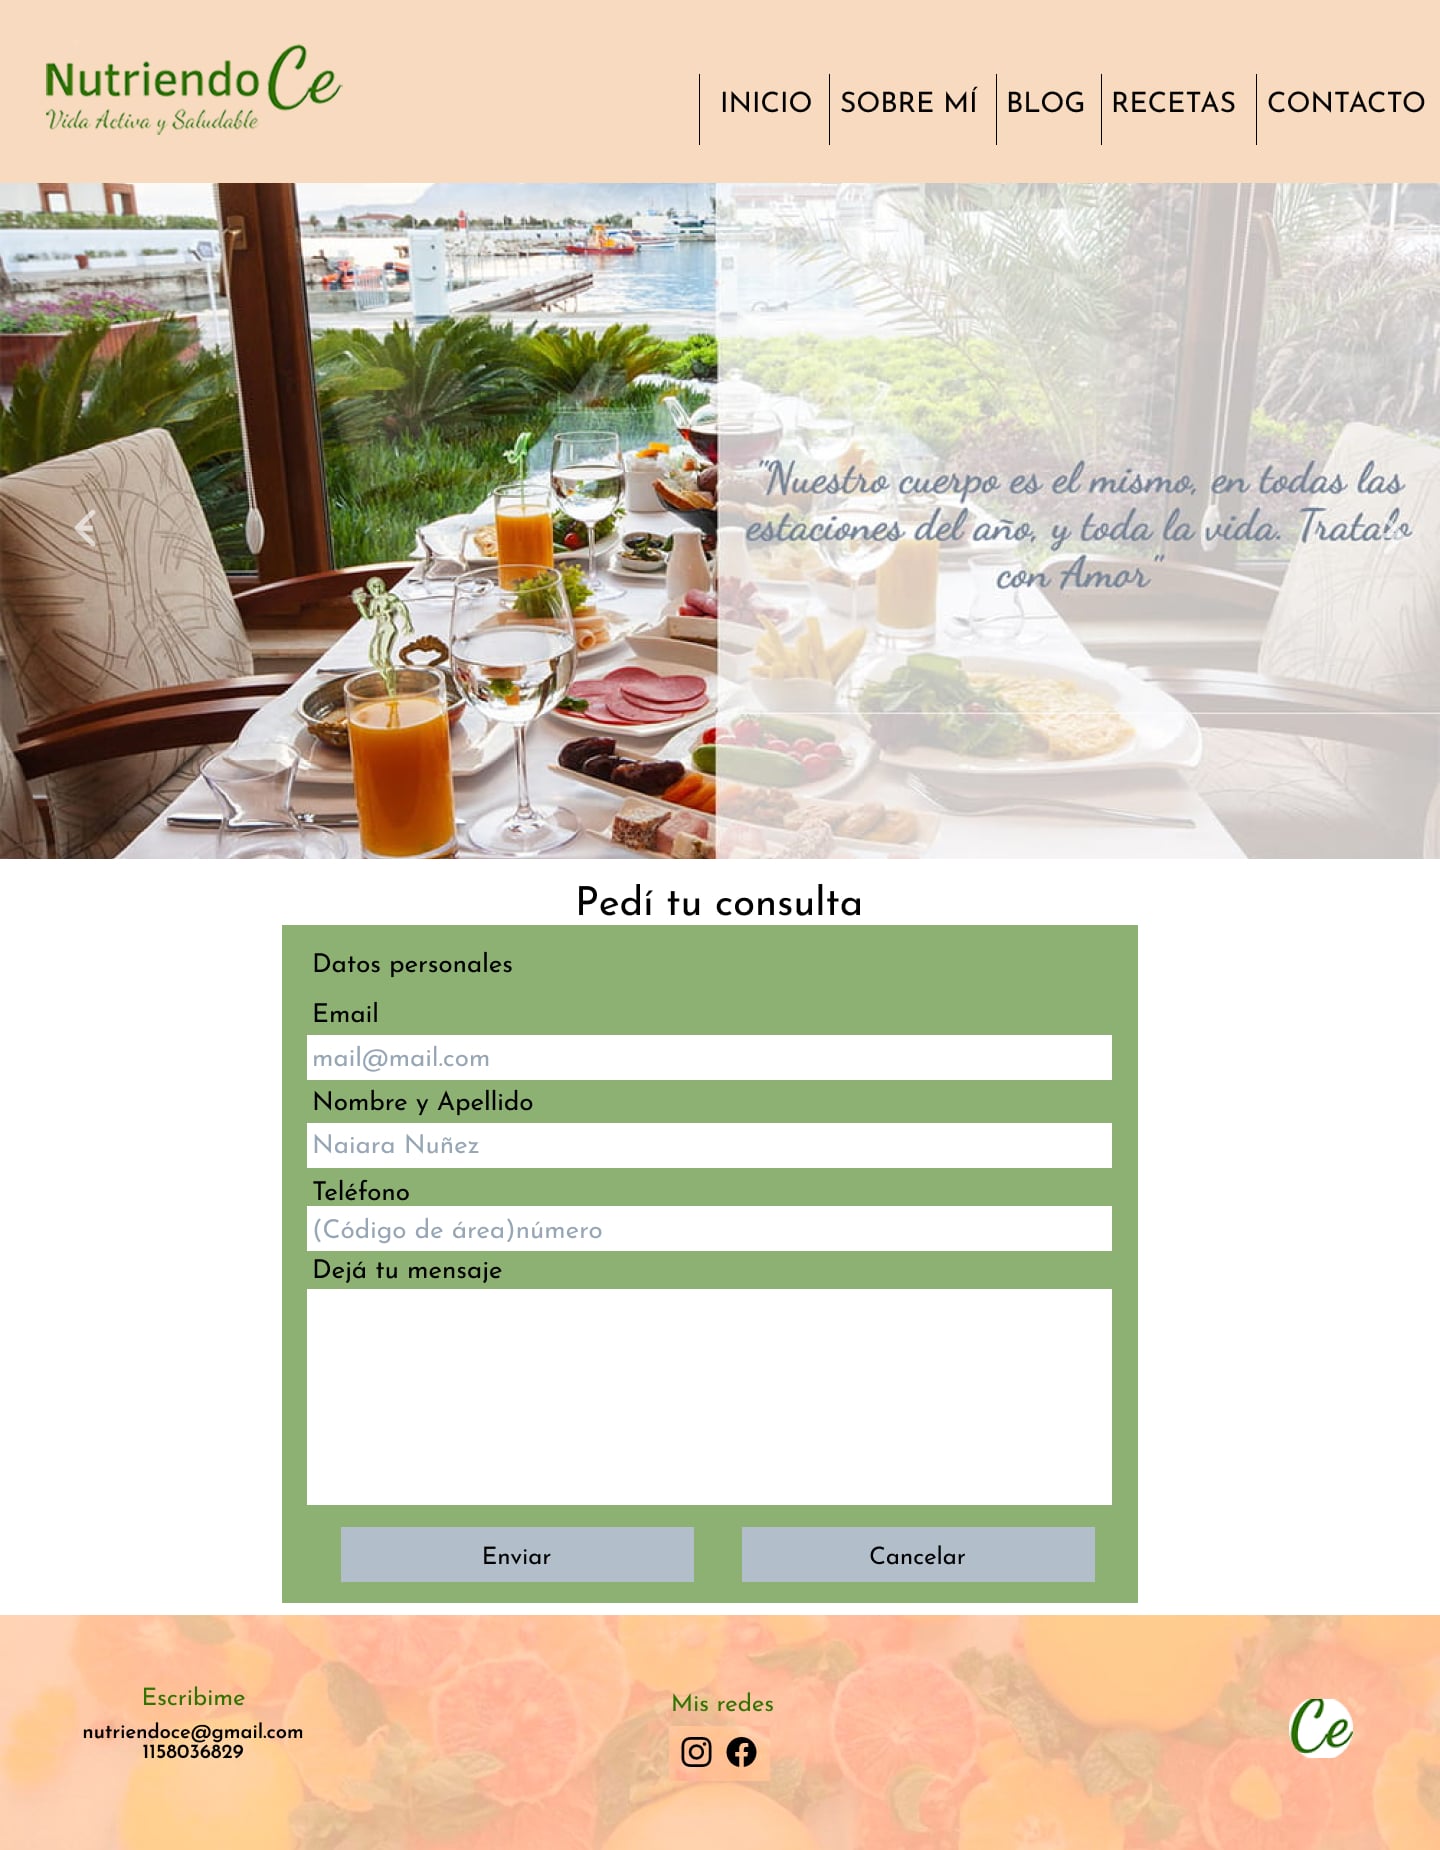 Nutriendo Ce
Vida Activa y Saludable
INICIO
SOBRE MÍ
BLOG
RECETAS
CONTACTO
"Nuestro cuerpo es el mismo, en todas las
estaciones del año, y toda la vida. Tratalo
con Amor"
Pedí tu consulta
Datos personales
Email
mail@mail.com
Nombre y Apellido
Naiara Nuñez
Teléfono
(Código de área)número
Dejá tu mensaje
Enviar
Cancelar
Escribime
nutriendoce@gmail.com
1158036829
Mis redes
Ce